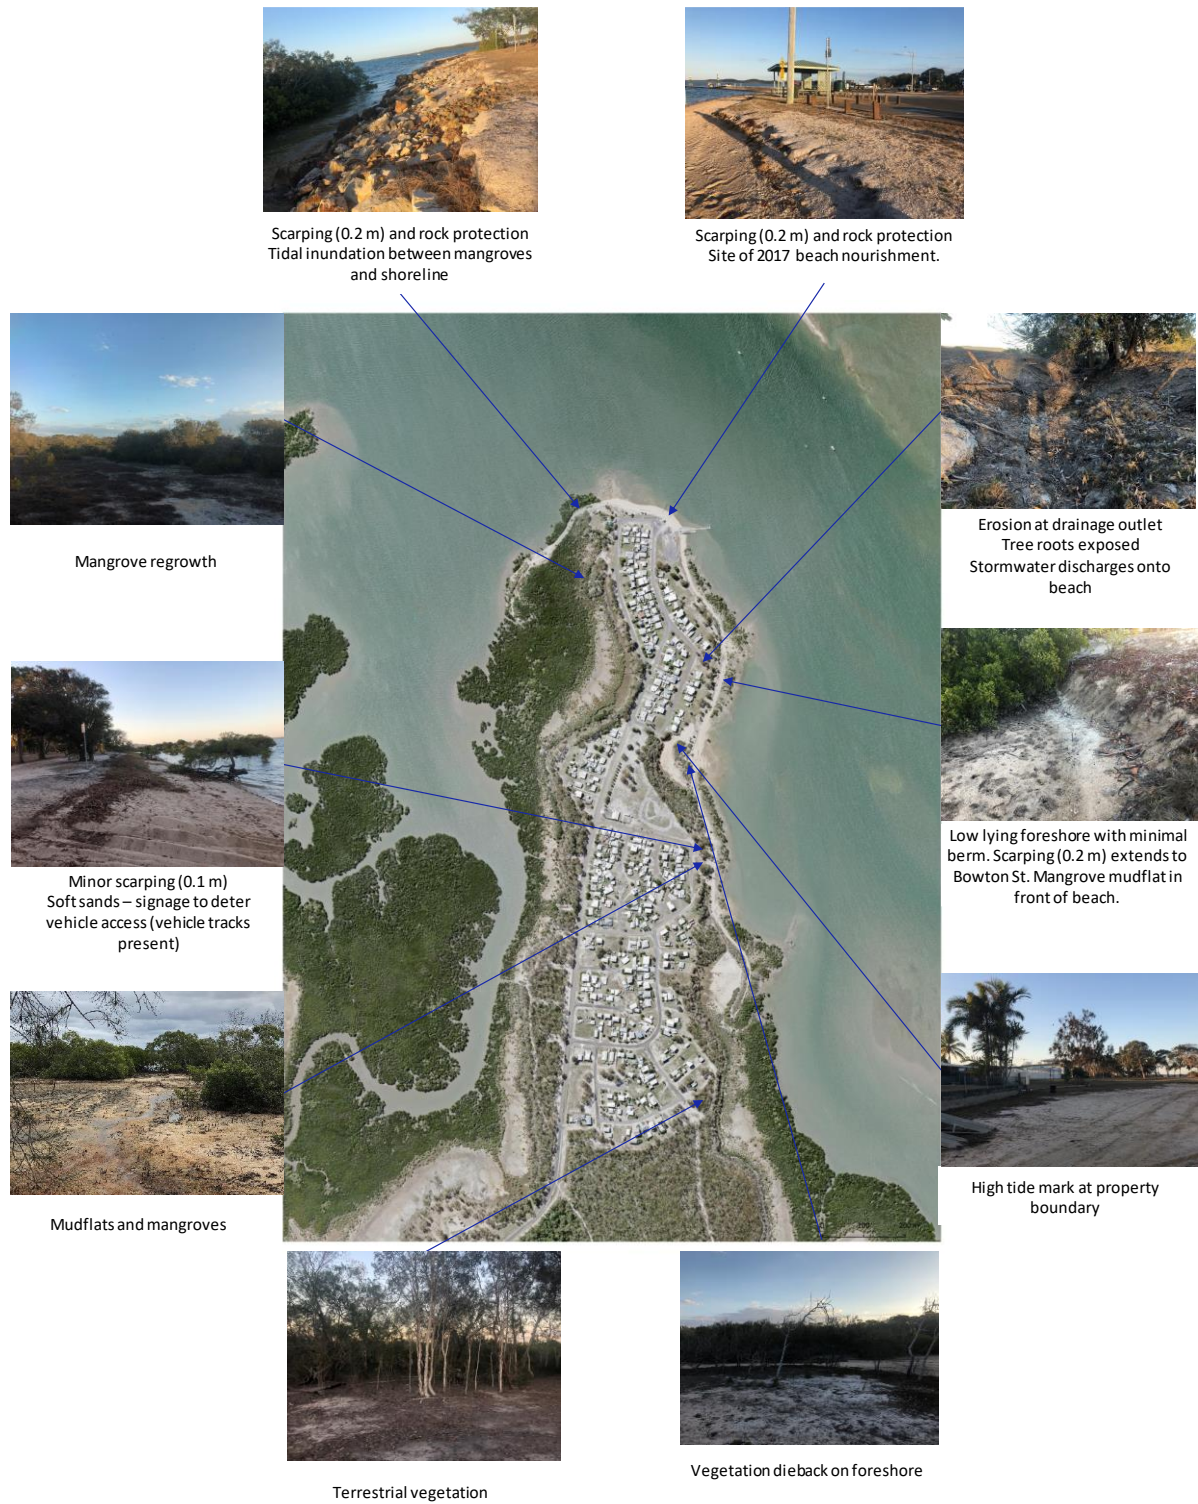 Scarping (0.2 m) and rock protection
Tidal inundation between mangroves
and shoreline
Scarping (0.2 m) and rock protection
Site of 2017 beach nourishment.
Mangrove regrowth
Erosion at drainage outlet
Tree roots exposed
Stormwater discharges onto
beach
Minor scarping (0.1 m)
Soft sands – signage to deter
vehicle access (vehicle tracks
present)
Low lying foreshore with minimal
berm. Scarping (0.2 m) extends to
Bowton St. Mangrove mudflat in
front of beach.
Mudflats and mangroves
High tide mark at property
boundary
Terrestrial vegetation
Vegetation dieback on foreshore